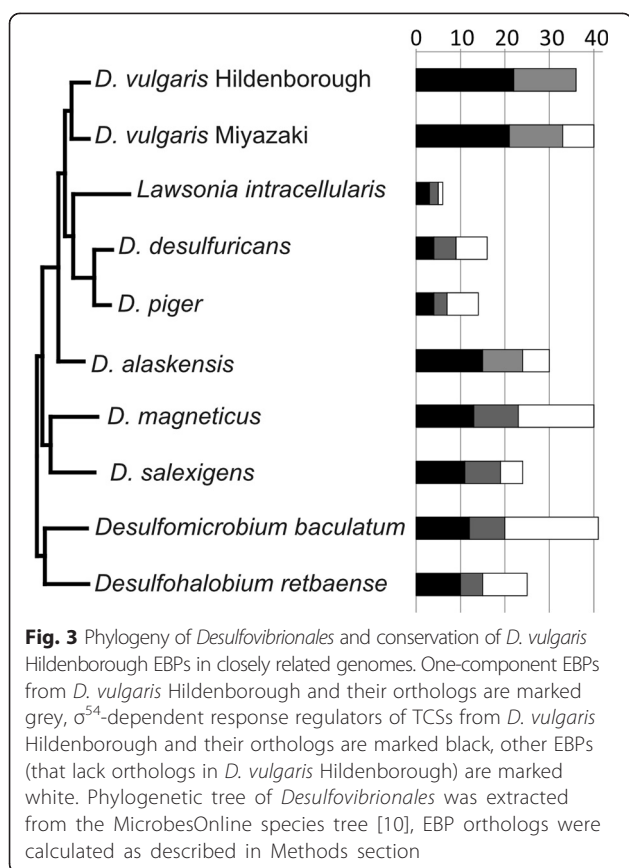 0 10 20 30 40
D. vulgaris Hildenborough
D. vulgaris Miyazaki
Lawsonia intracellularis
D. desulfuricans
D. piger
D. alaskensis
D. magneticus
D. salexigens
Desulfomicrobium baculatum
Desulfohalobium retbaense
Fig. 3 Phylogeny of Desulfovibrionales and conservation of D. vulgaris
Hildenborough EBPs in closely related genomes. One-component EBPs
from D. vulgaris Hildenborough and their orthologs are marked
grey, σ⁵⁴-dependent response regulators of TCSs from D. vulgaris
Hildenborough and their orthologs are marked black, other EBPs
(that lack orthologs in D. vulgaris Hildenborough) are marked
white. Phylogenetic tree of Desulfovibrionales was extracted
from the MicrobesOnline species tree [10], EBP orthologs were
calculated as described in Methods section